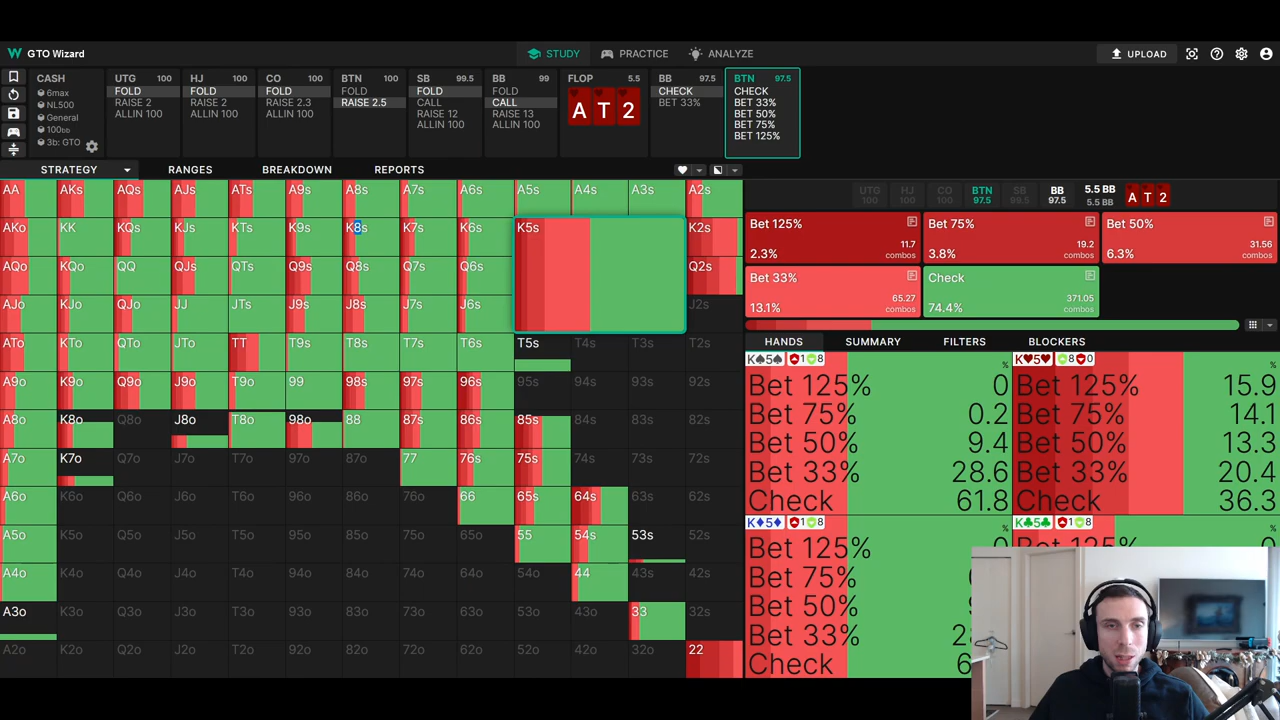 W GTO Wizard
STUDY PRACTICE ANALYZE
UPLOAD
CASH
6max
NL500
General
100bb
3b: GTO
UTG 100
FOLD
RAISE 2
ALLIN 100
HJ 100
FOLD
RAISE 2
ALLIN 100
CO 100
FOLD
RAISE 2.3
ALLIN 100
BTN 100
FOLD
RAISE 2.5
SB 99.5
FOLD
CALL
RAISE 12
ALLIN 100
BB 99
FOLD
CALL
RAISE 13
ALLIN 100
FLOP 5.5
A T 2
BB 97.5
CHECK
BET 33%
BTN 97.5
CHECK
BET 33%
BET 50%
BET 75%
BET 125%
STRATEGY RANGES BREAKDOWN REPORTS
AA AKs AQs AJs ATs A9s A8s A7s A6s A5s A4s A3s A2s
AKo KK KQs KJs KTs K9s K8s K7s K6s K5s K2s
AQo KQo QQ QJs QTs Q9s Q8s Q7s Q6s Q2s
AJo KJo QJo JJ JTs J9s J8s J7s J6s J2s
ATo KTo QTo JTo TT T9s T8s T7s T6s T5s T4s T3s T2s
A9o K9o Q9o J9o T9o 99 98s 97s 96s 95s 94s 93s 92s
A8o K8o Q8o J8o T8o 98o 88 87s 86s 85s 84s 83s 82s
A7o K7o Q7o J7o T7o 97o 87o 77 76s 75s 74s 73s 72s
A6o K6o Q6o J6o T6o 96o 86o 76o 66 65s 64s 63s 62s
A5o K5o Q5o J5o T5o 95o 85o 75o 65o 55 54s 53s 52s
A4o K4o Q4o J4o T4o 94o 84o 74o 64o 54o 44 43s 42s
A3o K3o Q3o J3o T3o 93o 83o 73o 63o 53o 43o 33 32s
A2o K2o Q2o J2o T2o 92o 82o 72o 62o 52o 42o 32o 22
UTG 100
HJ 100
CO 100
BTN 97.5
SB 99.5
BB 97.5
5.5 BB
5.5 BB
A T 2
Bet 125%
2.3% 11.7 combos
Bet 75%
3.8% 19.2 combos
Bet 50%
6.3% 31.56 combos
Bet 33%
13.1% 65.27 combos
Check
74.4% 371.05 combos
HANDS SUMMARY FILTERS BLOCKERS
K♠5♠ 1 8
%
Bet 125% 0
Bet 75% 0.2
Bet 50% 9.4
Bet 33% 28.6
Check 61.8
K♥5♥ 8 0
%
Bet 125% 15.9
Bet 75% 14.1
Bet 50% 13.3
Bet 33% 20.4
Check 36.3
K♦5♦ 1 8
%
Bet 125%
Bet 75%
Bet 50%
Bet 33%
Check
K♣5♣ 1 8
%